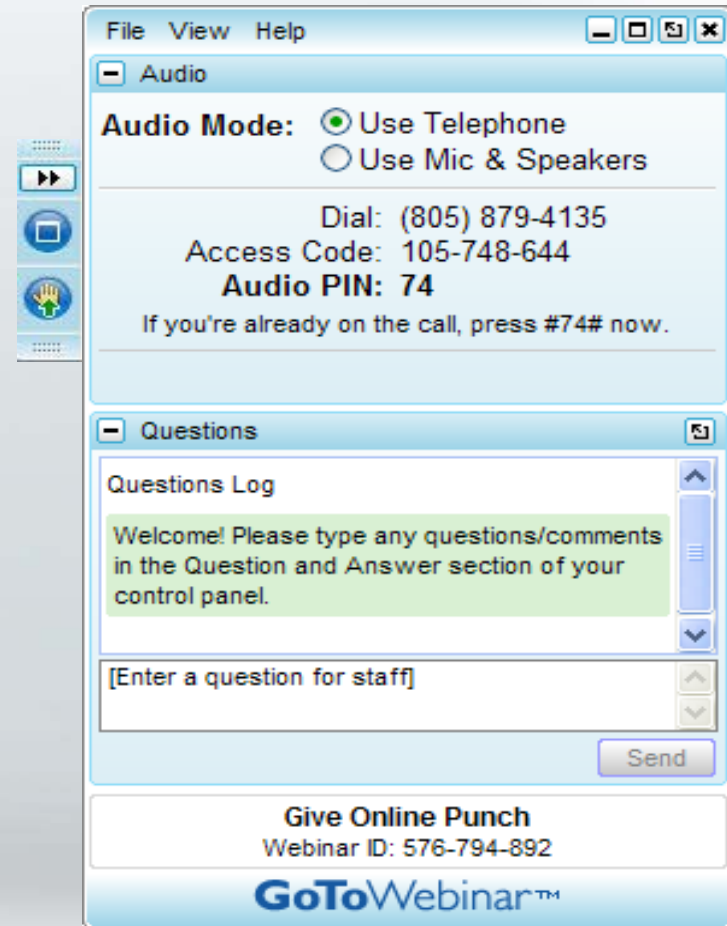 File View Help
Audio
Audio Mode: Use Telephone
Use Mic & Speakers
Dial: (805) 879-4135
Access Code: 105-748-644
Audio PIN: 74
If you're already on the call, press #74# now.
Questions
Questions Log
Welcome! Please type any questions/comments
in the Question and Answer section of your
control panel.
[Enter a question for staff]
Send
Give Online Punch
Webinar ID: 576-794-892
GoToWebinar™